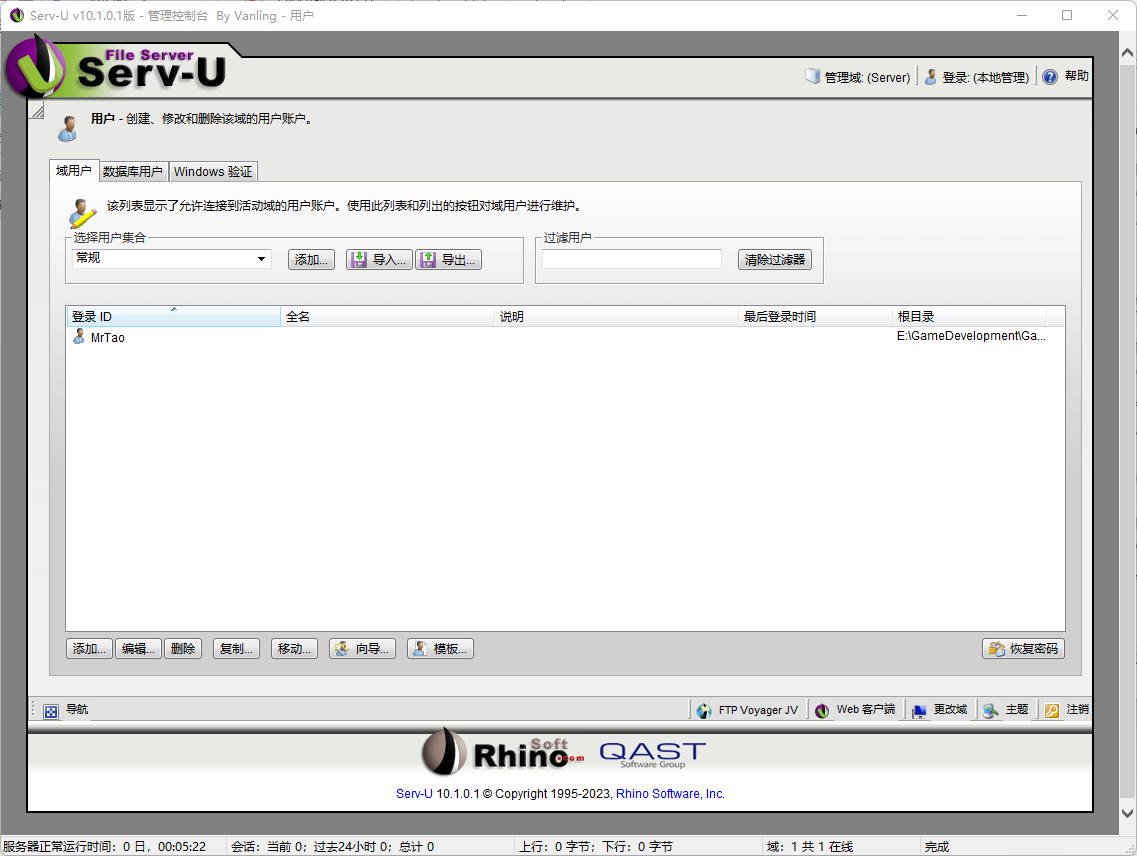 Serv-U v10.1.0.1版 - 管理控制台 By Vanling - 用户
File Server
Serv-U
管理域: (Server)
登录: (本地管理)
帮助
用户 - 创建、修改和删除该域的用户账户。
域用户
数据库用户
Windows 验证
该列表显示了允许连接到活动域的用户账户。使用此列表和列出的按钮对域用户进行维护。
选择用户集合
常规
添加...
导入...
导出...
过滤用户
清除过滤器
登录 ID
全名
说明
最后登录时间
根目录
MrTao
E:\GameDevelopment\Ga...
添加...
编辑...
删除
复制...
移动...
向导...
模板...
恢复密码
导航
FTP Voyager JV
Web 客户端
更改域
主题
注销
RhinoSoft.com
QAST
Software Group
Serv-U 10.1.0.1 © Copyright 1995-2023, Rhino Software, Inc.
服务器正常运行时间: 0 日, 00:05:22
会话: 当前 0; 过去24小时 0; 总计 0
上行: 0 字节; 下行: 0 字节
域: 1 共 1 在线
完成